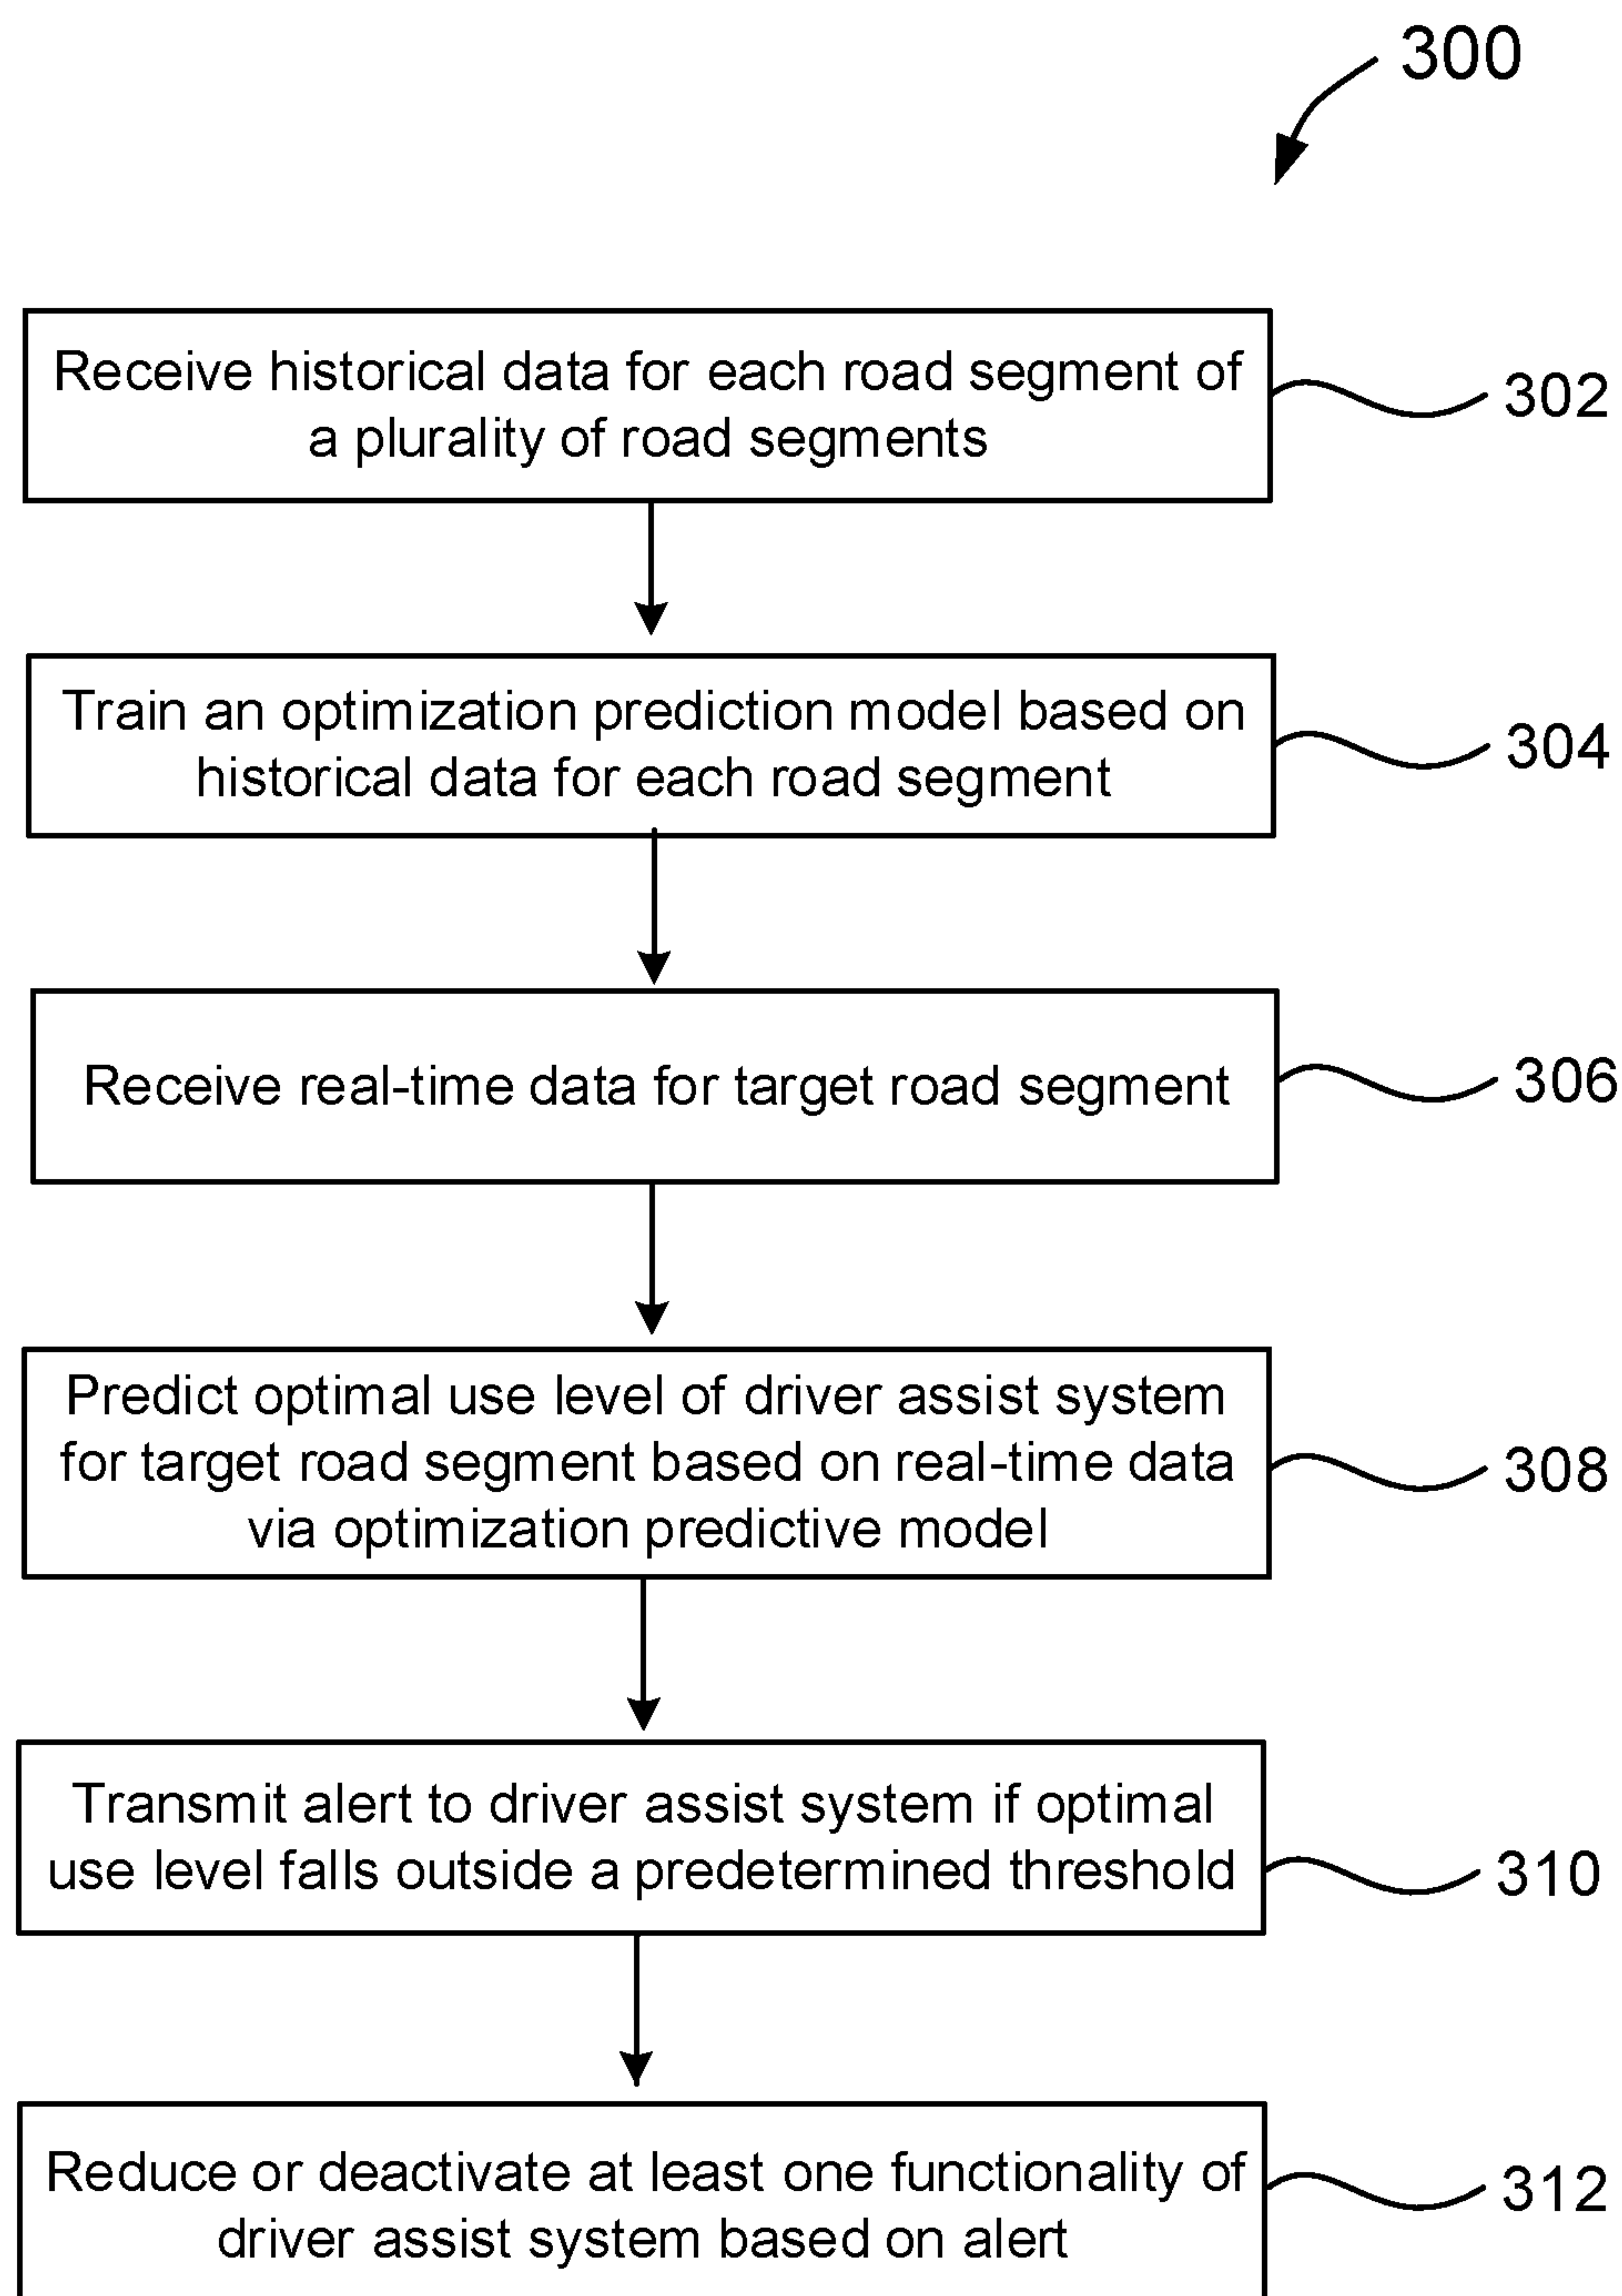 300
Receive historical data for each road segment of
a plurality of road segments
302
Train an optimization prediction model based on
historical data for each road segment
304
Receive real-time data for target road segment
306
Predict optimal use level of driver assist system
for target road segment based on real-time data
via optimization predictive model
308
Transmit alert to driver assist system if optimal
use level falls outside a predetermined threshold
310
Reduce or deactivate at least one functionality of
driver assist system based on alert
312